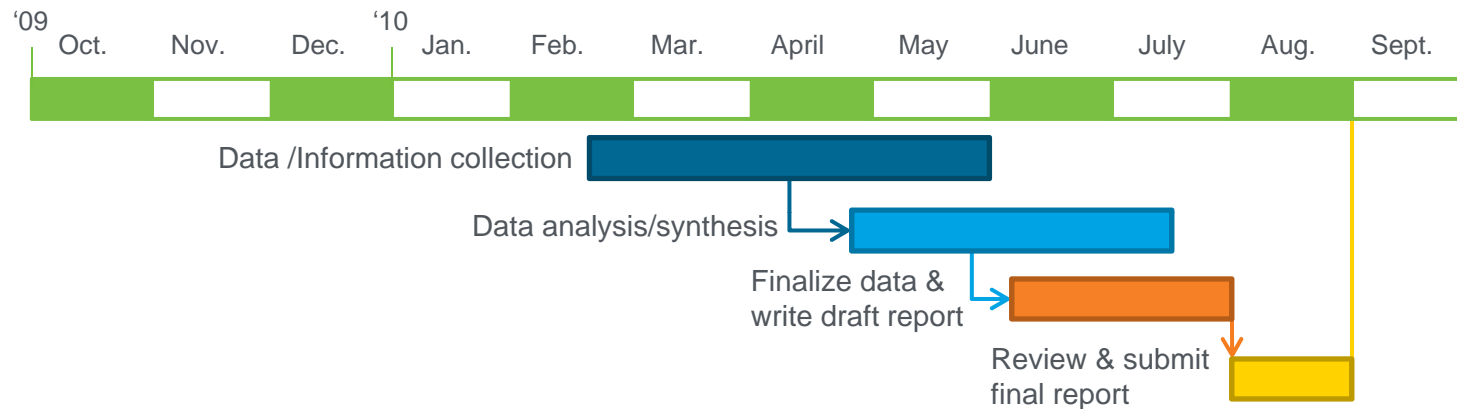 ‘09
‘10
Oct. Nov. Dec. Jan. Feb. Mar. April May June July Aug. Sept.
Data /Information collection
Data analysis/synthesis
Finalize data &
write draft report
Review & submit
final report